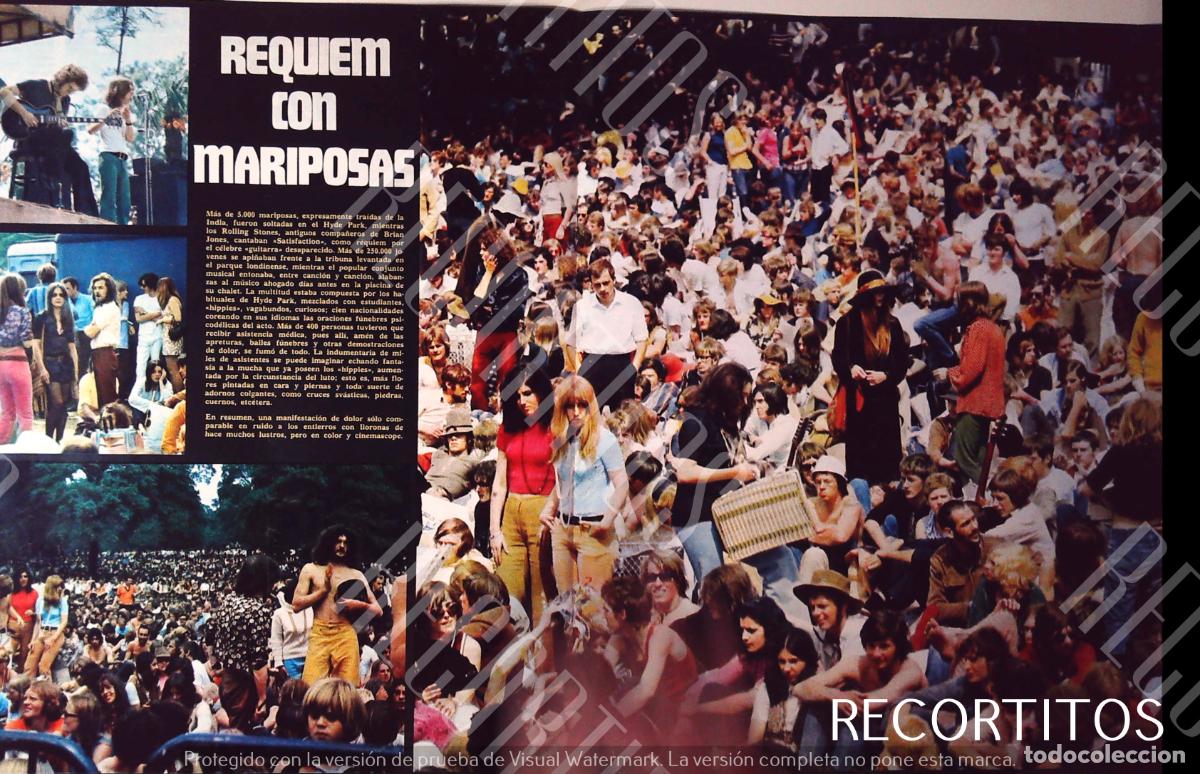 REQUIEM
CON
MARIPOSAS
Más de 5.000 mariposas, expresamente traídas de la
India, fueron soltadas en el Hyde Park, mientras
los Rolling Stones, antiguos compañeros de Brian
Jones, cantaban «Satisfaction», como réquiem por
el célebre «guitarra» desaparecido. Más de 250.000 jó-
venes se apiñaban frente a la tribuna levantada en
el parque londinense, mientras el popular conjunto
musical entonaba, entre canción y canción, alaban-
zas al músico ahogado días antes en la piscina de
su chalet. La multitud estaba compuesta por los ha-
bituales de Hyde Park, mezclados con estudiantes,
«hippies», vagabundos, curiosos; cien nacionalidades
coreando en sus idiomas las oraciones fúnebres psi-
codélicas del acto. Más de 400 personas tuvieron que
recibir asistencia médica, pues allí, amén de las
apreturas, bailes fúnebres y otras demostraciones
de dolor, se fumó de todo. La indumentaria de mi-
les de asistentes se puede imaginar echando fanta-
sía a la mucha que ya poseen los «hippies», aumen-
tada por la circunstancia del luto; esto es, más flo-
res pintadas en cara y piernas y toda suerte de
adornos colgantes, como cruces svásticas, piedras,
cuernos, etcétera.
En resumen, una manifestación de dolor sólo com-
parable en ruido a los entierros con lloronas de
hace muchos lustros, pero en color y cinemascope.
RECORTITOS
todocoleccion
Protegido con la versión de prueba de Visual Watermark. La versión completa no pone esta marca.